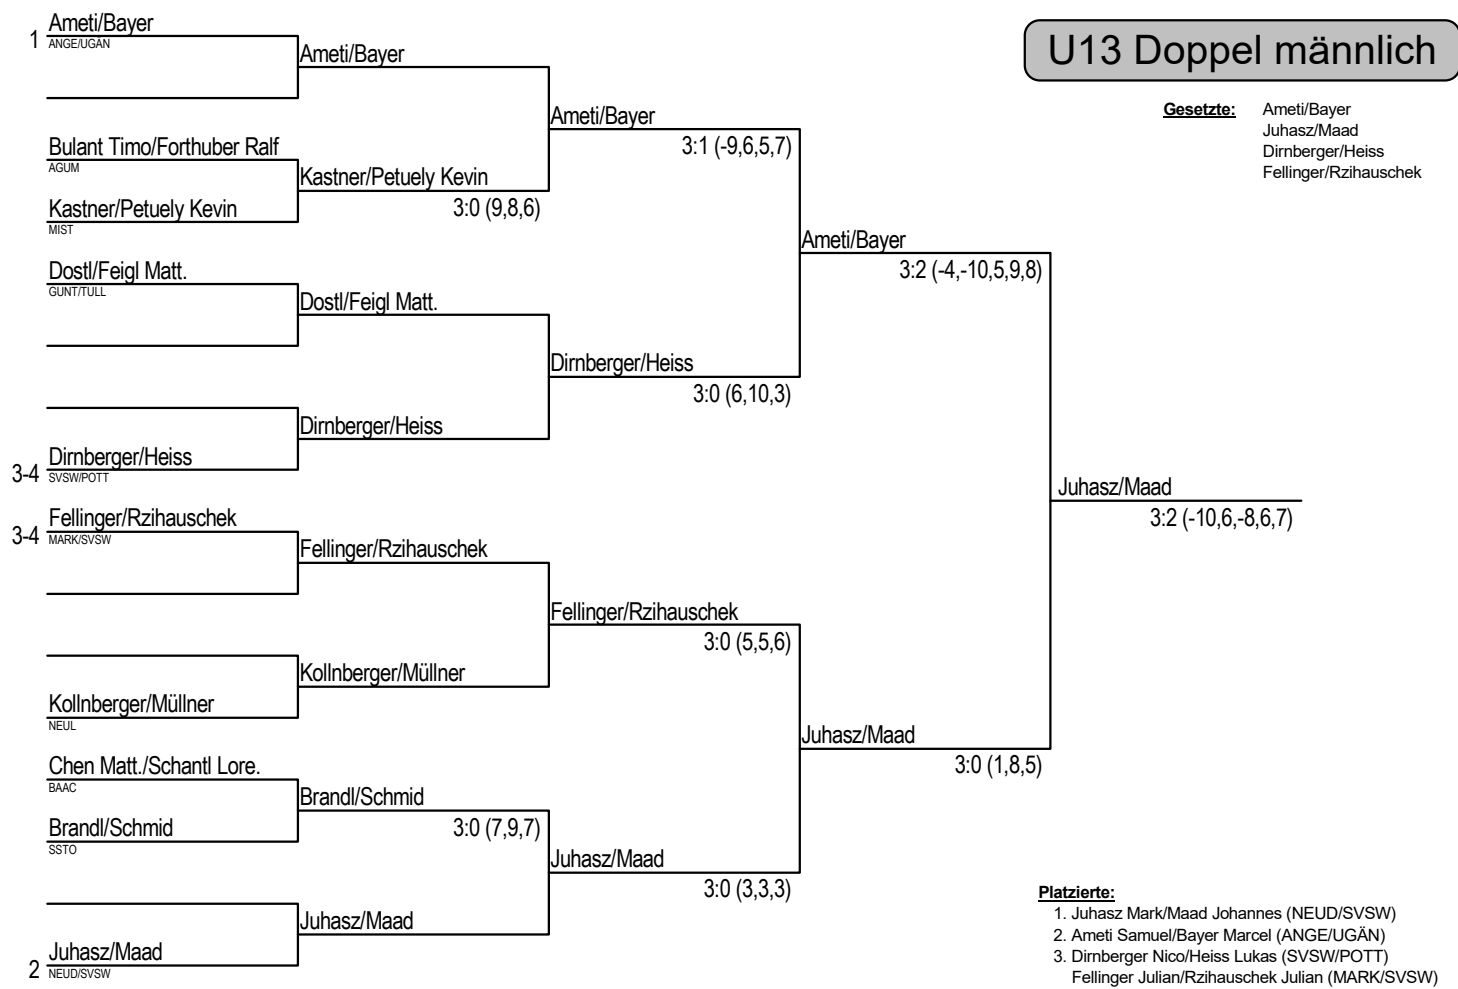 U13 Doppel männlich
Gesetzte: Ameti/Bayer
Juhasz/Maad
Dirnberger/Heiss
Fellinger/Rzihauschek
1 Ameti/Bayer
ANGE/UGÄN
Ameti/Bayer
Ameti/Bayer
3:1 (-9,6,5,7)
Bulant Timo/Forthuber Ralf
AGUM
Kastner/Petuely Kevin
3:0 (9,8,6)
Kastner/Petuely Kevin
MIST
Ameti/Bayer
3:2 (-4,-10,5,9,8)
Dostl/Feigl Matt.
GUNT/TULL
Dostl/Feigl Matt.
Dirnberger/Heiss
3:0 (6,10,3)
Dirnberger/Heiss
3-4 Dirnberger/Heiss
SVSW/POTT
Juhasz/Maad
3:2 (-10,6,-8,6,7)
3-4 Fellinger/Rzihauschek
MARK/SVSW
Fellinger/Rzihauschek
Fellinger/Rzihauschek
3:0 (5,5,6)
Kollnberger/Müllner
Kollnberger/Müllner
NEUL
Juhasz/Maad
3:0 (1,8,5)
Chen Matt./Schantl Lore.
BAAC
Brandl/Schmid
3:0 (7,9,7)
Brandl/Schmid
SSTO
Juhasz/Maad
3:0 (3,3,3)
Juhasz/Maad
2 Juhasz/Maad
NEUD/SVSW
Platzierte:
1. Juhasz Mark/Maad Johannes (NEUD/SVSW)
2. Ameti Samuel/Bayer Marcel (ANGE/UGÄN)
3. Dirnberger Nico/Heiss Lukas (SVSW/POTT)
Fellinger Julian/Rzihauschek Julian (MARK/SVSW)